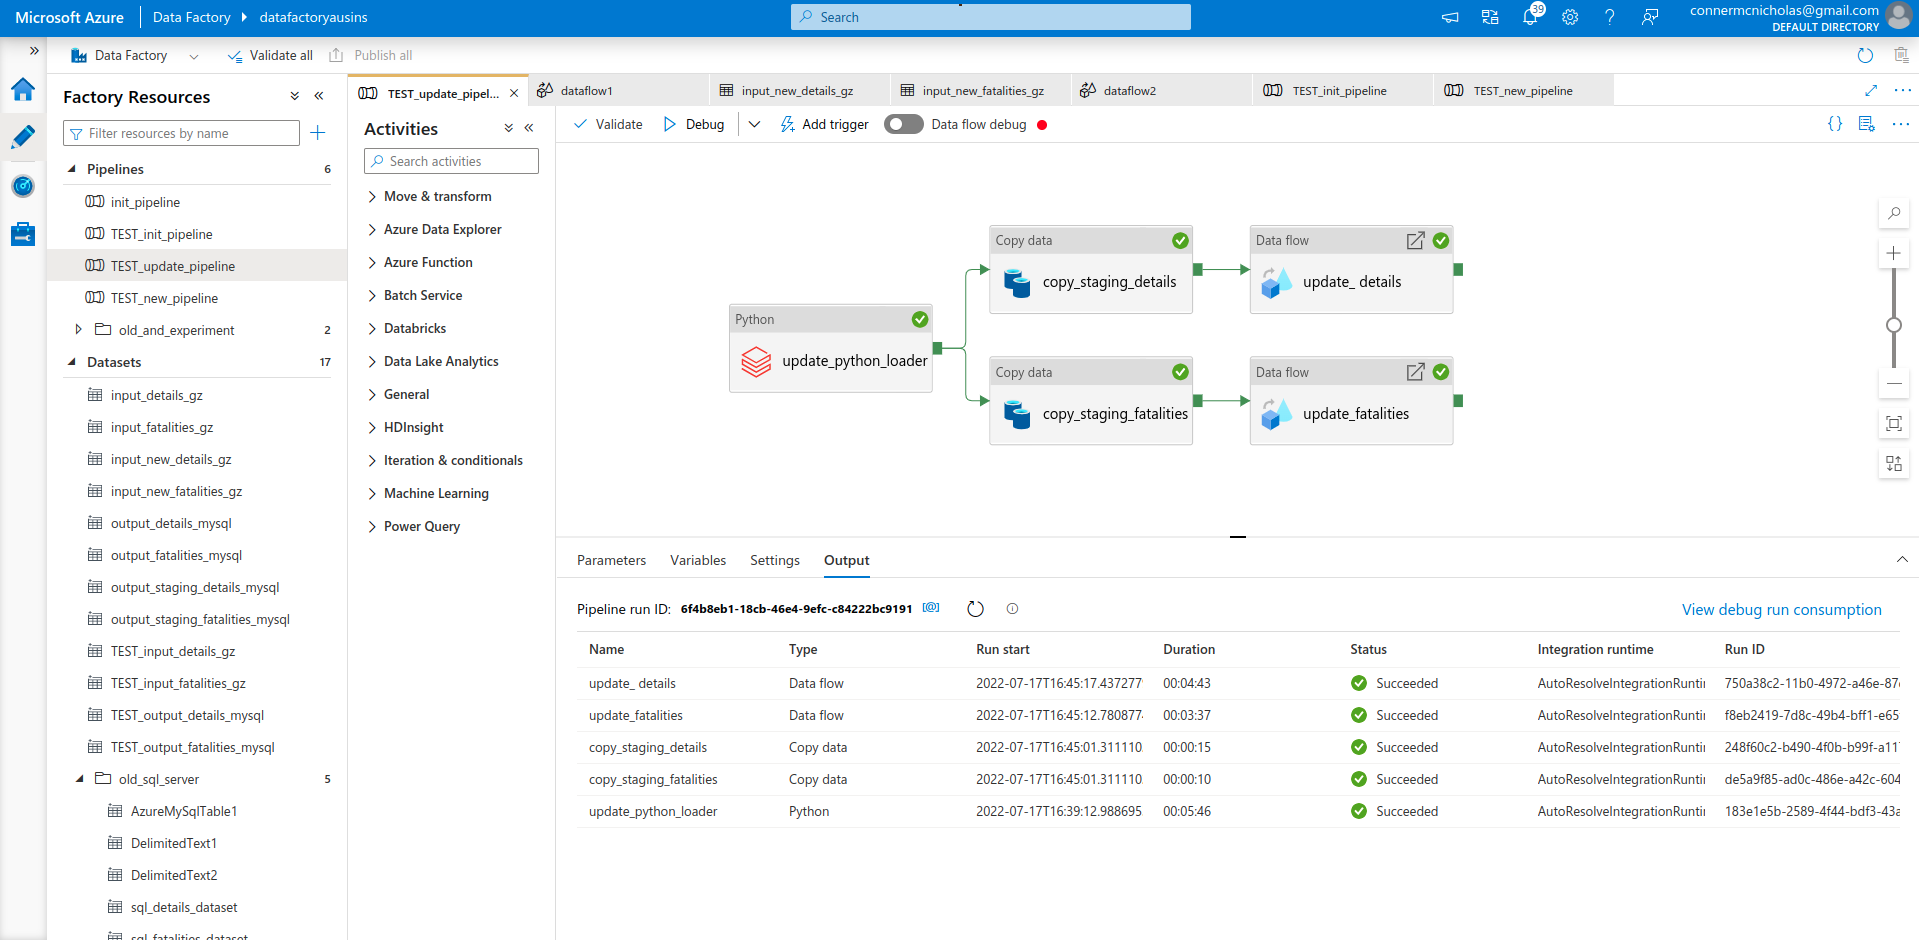 Microsoft Azure
Data Factory
datafactoryausins
Search
39
connermcnicholas@gmail.com
DEFAULT DIRECTORY
Data Factory
Validate all
Publish all
Factory Resources
Filter resources by name
Pipelines 6
init_pipeline
TEST_init_pipeline
TEST_update_pipeline
TEST_new_pipeline
old_and_experiment 2
Datasets 17
input_details_gz
input_fatalities_gz
input_new_details_gz
input_new_fatalities_gz
output_details_mysql
output_fatalities_mysql
output_staging_details_mysql
output_staging_fatalities_mysql
TEST_input_details_gz
TEST_input_fatalities_gz
TEST_output_details_mysql
TEST_output_fatalities_mysql
old_sql_server 5
AzureMySqlTable1
DelimitedText1
DelimitedText2
sql_details_dataset
sql_fatalities_dataset
TEST_update_pipel...
dataflow1
input_new_details_gz
input_new_fatalities_gz
dataflow2
TEST_init_pipeline
TEST_new_pipeline
Activities
Search activities
Move & transform
Azure Data Explorer
Azure Function
Batch Service
Databricks
Data Lake Analytics
General
HDInsight
Iteration & conditionals
Machine Learning
Power Query
Validate
Debug
Add trigger
Data flow debug
Python
update_python_loader
Copy data
copy_staging_details
Data flow
update_ details
Copy data
copy_staging_fatalities
Data flow
update_fatalities
Parameters Variables Settings Output
Pipeline run ID: 6f4b8eb1-18cb-46e4-9efc-c84222bc9191
View debug run consumption
Name Type Run start Duration Status Integration runtime Run ID
update_ details Data flow 2022-07-17T16:45:17.437277 00:04:43 Succeeded AutoResolveIntegrationRunti 750a38c2-11b0-4972-a46e-87
update_fatalities Data flow 2022-07-17T16:45:12.780877 00:03:37 Succeeded AutoResolveIntegrationRunti f8eb2419-7d8c-49b4-bff1-e65
copy_staging_details Copy data 2022-07-17T16:45:01.311110 00:00:15 Succeeded AutoResolveIntegrationRunti 248f60c2-b490-4f0b-b99f-a11
copy_staging_fatalities Copy data 2022-07-17T16:45:01.311110 00:00:10 Succeeded AutoResolveIntegrationRunti de5a9f85-ad0c-486e-a42c-604
update_python_loader Python 2022-07-17T16:39:12.988695 00:05:46 Succeeded AutoResolveIntegrationRunti 183e1e5b-2589-4f44-bdf3-43a